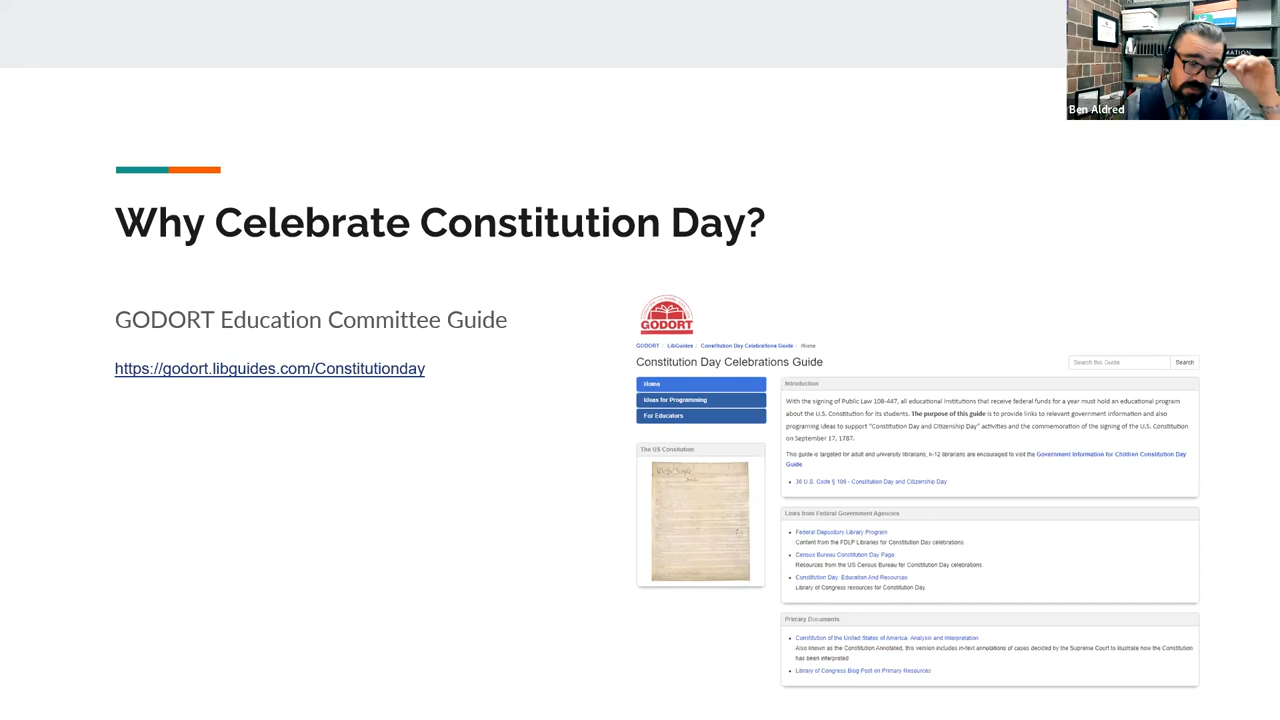 MATION
Ben Aldred
Why Celebrate Constitution Day?
GODORT Education Committee Guide
https://godort.libguides.com/Constitutionday
GODORT
GODORT / LibGuides / Constitution Day Celebrations Guide / Home
Constitution Day Celebrations Guide
Search this Guide
Search
Home
Ideas for Programming
For Educators
The US Consitution
We the People
Introduction
With the signing of Public Law 108-447, all educational institutions that receive federal funds for a year must hold an educational program
about the U.S. Constitution for its students. The purpose of this guide is to provide links to relevant government information and also
programing ideas to support "Constitution Day and Citizenship Day" activities and the commemoration of the signing of the U.S. Constitution
on September 17, 1787.
This guide is targeted for adult and university librarians, k-12 librarians are encouraged to visit the Government Information for Children Constitution Day
Guide
36 U.S. Code § 106 - Constitution Day and Citizenship Day
Links from Federal Government Agencies
Federal Depository Library Program
Content from the FDLP Libraries for Constitution Day celebrations.
Census Bureau Constitution Day Page
Resources from the US Census Bureau for Constitution Day celebrations.
Constitution Day: Education And Resources
Library of Congress resources for Constitution Day.
Primary Documents
Constitution of the United States of America: Analysis and Interpretation
Also known as the Constitution Annotated, this version includes in-text annotations of cases decided by the Supreme Court to illustrate how the Constitution
has been interpreted
Library of Congress Blog Post on Primary Resources